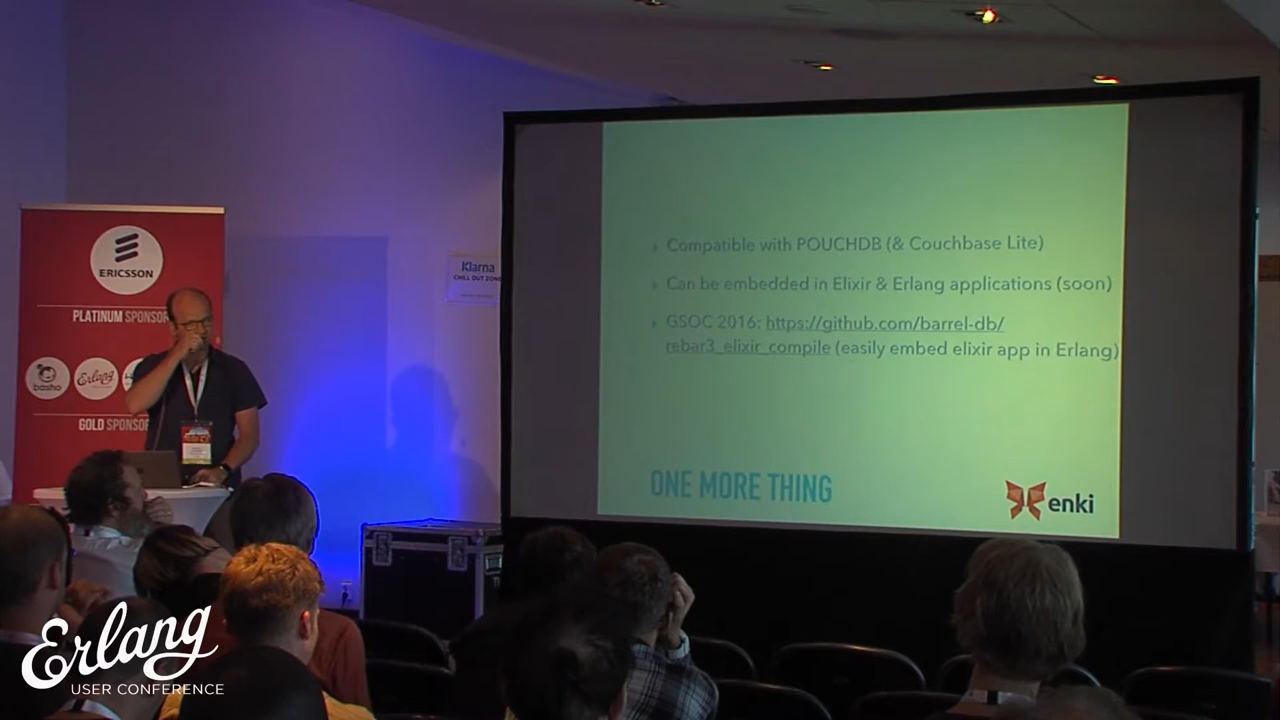 ERICSSON
PLATINUM SPONSOR
basho
Erlang
GOLD SPONSOR
Klarna
CHILL OUT ZONE
Compatible with POUCHDB (& Couchbase Lite)
Can be embedded in Elixir & Erlang applications (soon)
GSOC 2016: https://github.com/barrel-db/
rebar3_elixir_compile (easily embed elixir app in Erlang)
ONE MORE THING
enki
Erlang
USER CONFERENCE